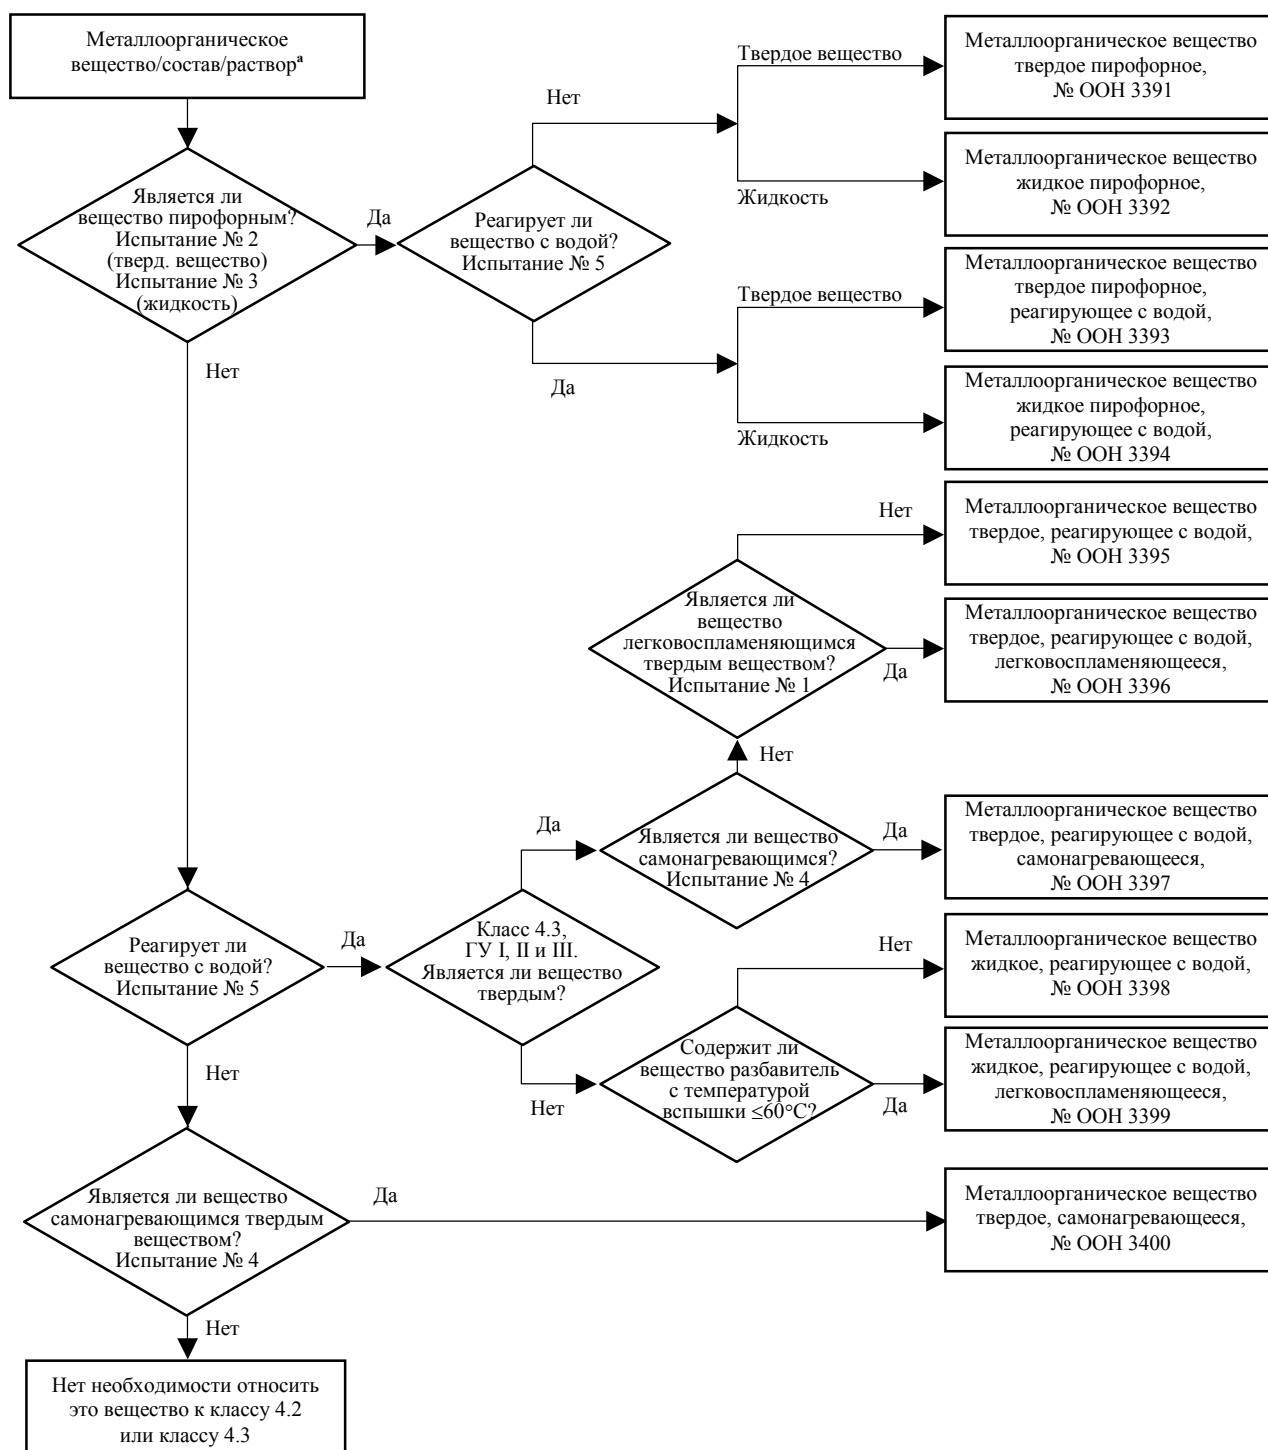 Металлоорганическое
вещество/состав/растворᵃ
Твердое вещество
Металлоорганическое вещество
твердое пирофорное,
№ ООН 3391
Нет
Является ли
вещество пирофорным?
Испытание № 2
(тверд. вещество)
Испытание № 3
(жидкость)
Да
Реагирует ли
вещество с водой?
Испытание № 5
Жидкость
Металлоорганическое вещество
жидкое пирофорное,
№ ООН 3392
Твердое вещество
Металлоорганическое вещество
твердое пирофорное,
реагирующее с водой,
№ ООН 3393
Нет
Да
Жидкость
Металлоорганическое вещество
жидкое пирофорное,
реагирующее с водой,
№ ООН 3394
Нет
Металлоорганическое вещество
твердое, реагирующее с водой,
№ ООН 3395
Является ли
вещество
легковоспламеняющимся
твердым веществом?
Испытание № 1
Да
Металлоорганическое вещество
твердое, реагирующее с водой,
легковоспламеняющееся,
№ ООН 3396
Нет
Да
Является ли вещество
самонагревающимся?
Испытание № 4
Да
Металлоорганическое вещество
твердое, реагирующее с водой,
самонагревающееся,
№ ООН 3397
Реагирует ли
вещество с водой?
Испытание № 5
Да
Класс 4.3,
ГУ I, II и III.
Является ли вещество
твердым?
Нет
Металлоорганическое вещество
жидкое, реагирующее с водой,
№ ООН 3398
Нет
Нет
Содержит ли
вещество разбавитель
с температурой
вспышки ≤60°C?
Да
Металлоорганическое вещество
жидкое, реагирующее с водой,
легковоспламеняющееся,
№ ООН 3399
Является ли вещество
самонагревающимся твердым
веществом?
Испытание № 4
Да
Металлоорганическое вещество
твердое, самонагревающееся,
№ ООН 3400
Нет
Нет необходимости относить
это вещество к классу 4.2
или классу 4.3